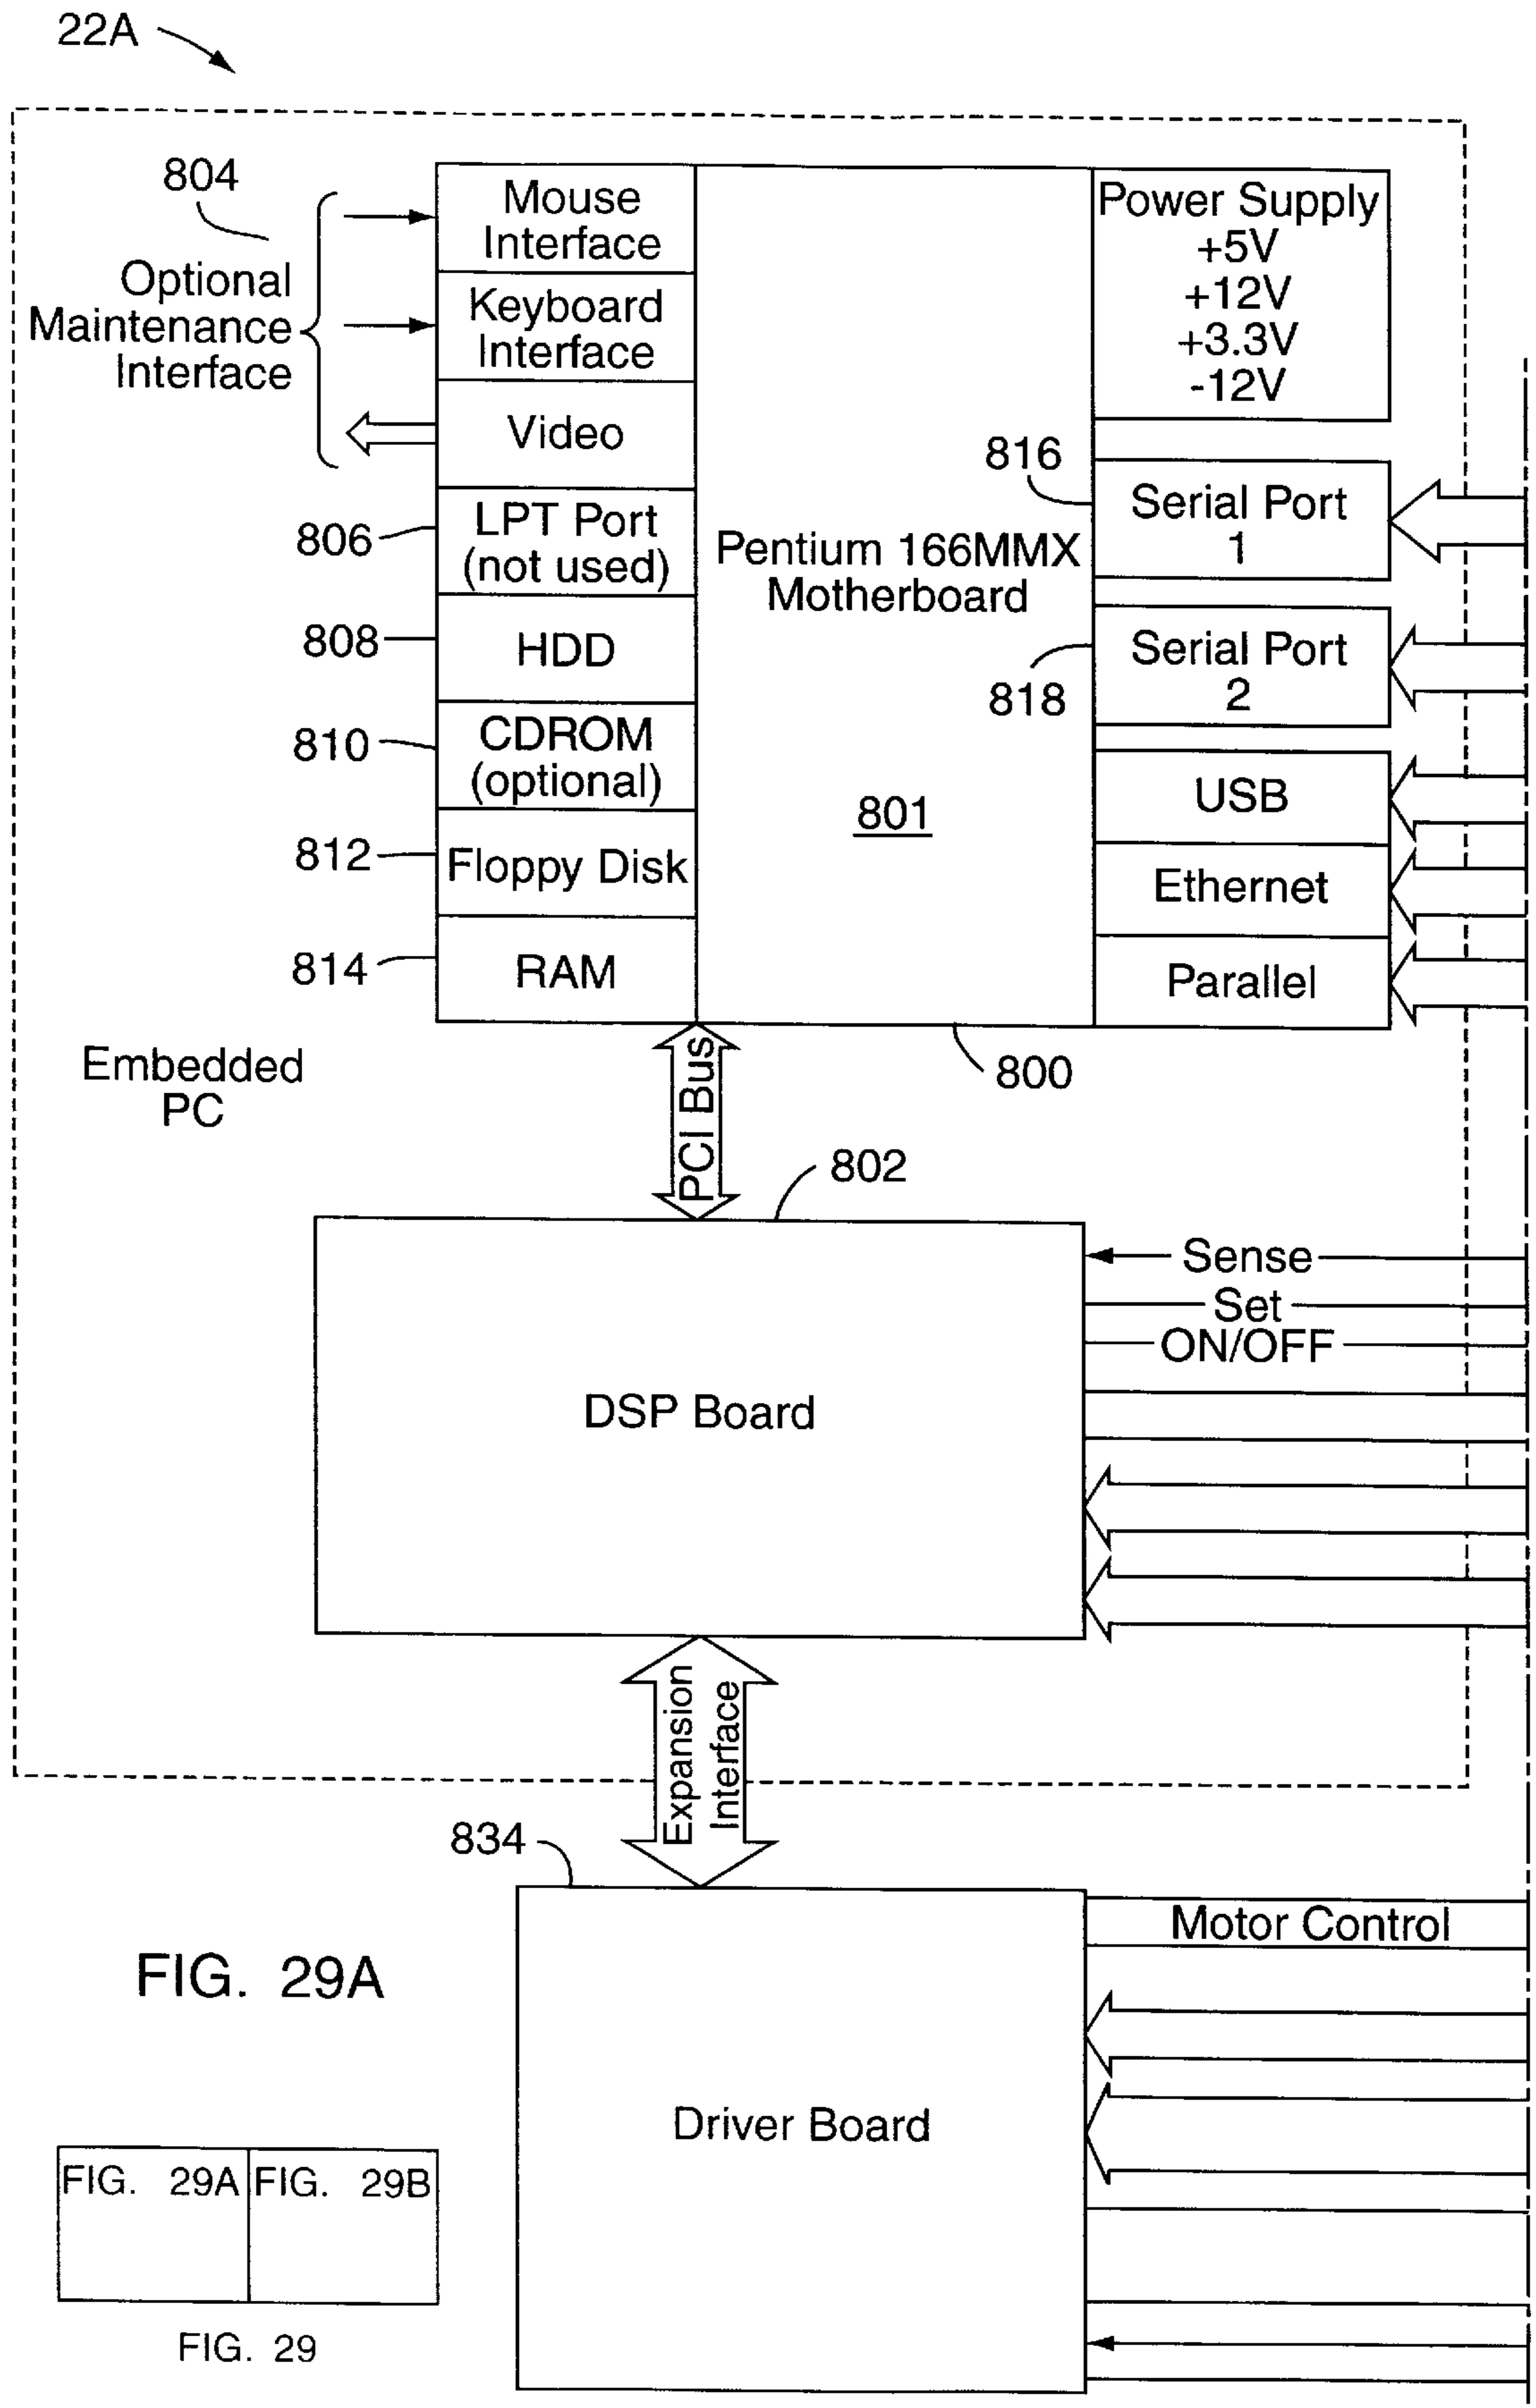 22A
804
Optional
Maintenance
Interface
Mouse
Interface
Keyboard
Interface
Video
806
LPT Port
(not used)
808
HDD
810
CDROM
(optional)
812
Floppy Disk
814
RAM
Pentium 166MMX
Motherboard
801
Power Supply
+5V
+12V
+3.3V
-12V
816
Serial Port
1
818
Serial Port
2
USB
Ethernet
Parallel
800
Embedded
PC
PCI Bus
802
DSP Board
Sense
Set
ON/OFF
Expansion
Interface
834
Driver Board
Motor Control
FIG. 29A
FIG. 29A
FIG. 29B
FIG. 29